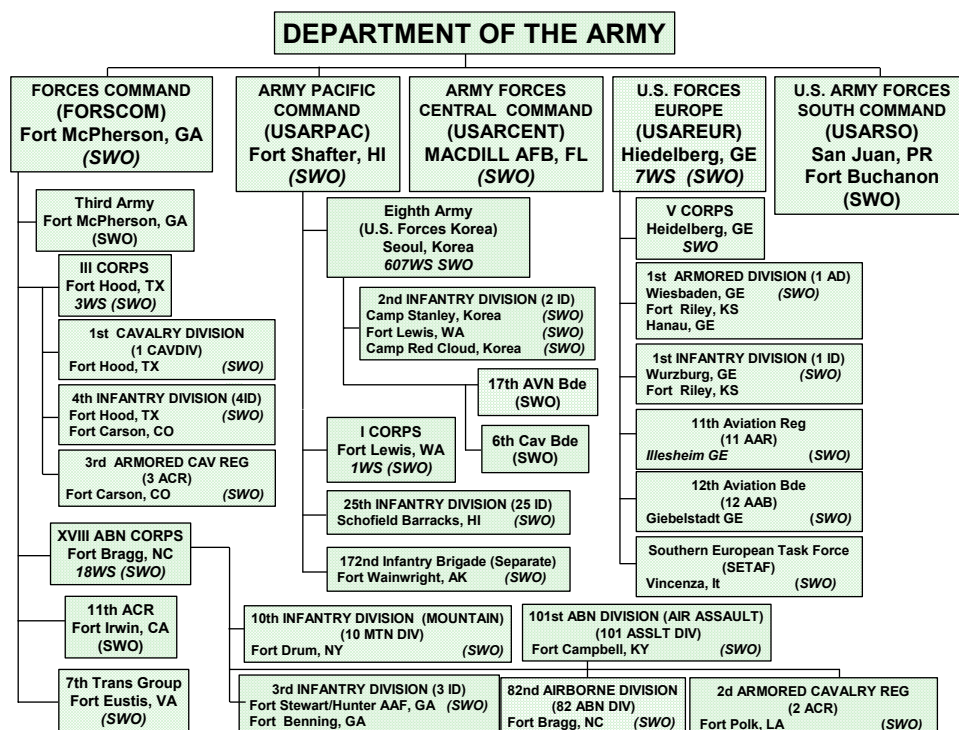 DEPARTMENT OF THE ARMY
FORCES COMMAND
(FORSCOM)
Fort McPherson, GA
(SWO)
ARMY PACIFIC
COMMAND
(USARPAC)
Fort Shafter, HI
(SWO)
ARMY FORCES
CENTRAL COMMAND
(USARCENT)
MACDILL AFB, FL
(SWO)
U.S. FORCES
EUROPE
(USAREUR)
Hiedelberg, GE
7WS (SWO)
U.S. ARMY FORCES
SOUTH COMMAND
(USARSO)
San Juan, PR
Fort Buchanon
(SWO)
Third Army
Fort McPherson, GA
(SWO)
III CORPS
Fort Hood, TX
3WS (SWO)
1st CAVALRY DIVISION
(1 CAVDIV)
Fort Hood, TX (SWO)
4th INFANTRY DIVISION (4ID)
Fort Hood, TX (SWO)
Fort Carson, CO
3rd ARMORED CAV REG
(3 ACR)
Fort Carson, CO (SWO)
XVIII ABN CORPS
Fort Bragg, NC
18WS (SWO)
11th ACR
Fort Irwin, CA
(SWO)
7th Trans Group
Fort Eustis, VA
(SWO)
Eighth Army
(U.S. Forces Korea)
Seoul, Korea
607WS SWO
2nd INFANTRY DIVISION (2 ID)
Camp Stanley, Korea (SWO)
Fort Lewis, WA (SWO)
Camp Red Cloud, Korea (SWO)
17th AVN Bde
(SWO)
6th Cav Bde
(SWO)
I CORPS
Fort Lewis, WA
1WS (SWO)
25th INFANTRY DIVISION (25 ID)
Schofield Barracks, HI (SWO)
172nd Infantry Brigade (Separate)
Fort Wainwright, AK (SWO)
V CORPS
Heidelberg, GE
SWO
1st ARMORED DIVISION (1 AD)
Wiesbaden, GE (SWO)
Fort Riley, KS
Hanau, GE
1st INFANTRY DIVISION (1 ID)
Wurzburg, GE (SWO)
Fort Riley, KS
11th Aviation Reg
(11 AAR)
Illesheim GE (SWO)
12th Aviation Bde
(12 AAB)
Giebelstadt GE (SWO)
Southern European Task Force
(SETAF)
Vincenza, It (SWO)
10th INFANTRY DIVISION (MOUNTAIN)
(10 MTN DIV)
Fort Drum, NY (SWO)
101st ABN DIVISION (AIR ASSAULT)
(101 ASSLT DIV)
Fort Campbell, KY (SWO)
3rd INFANTRY DIVISION (3 ID)
Fort Stewart/Hunter AAF, GA (SWO)
Fort Benning, GA
82nd AIRBORNE DIVISION
(82 ABN DIV)
Fort Bragg, NC (SWO)
2d ARMORED CAVALRY REG
(2 ACR)
Fort Polk, LA (SWO)